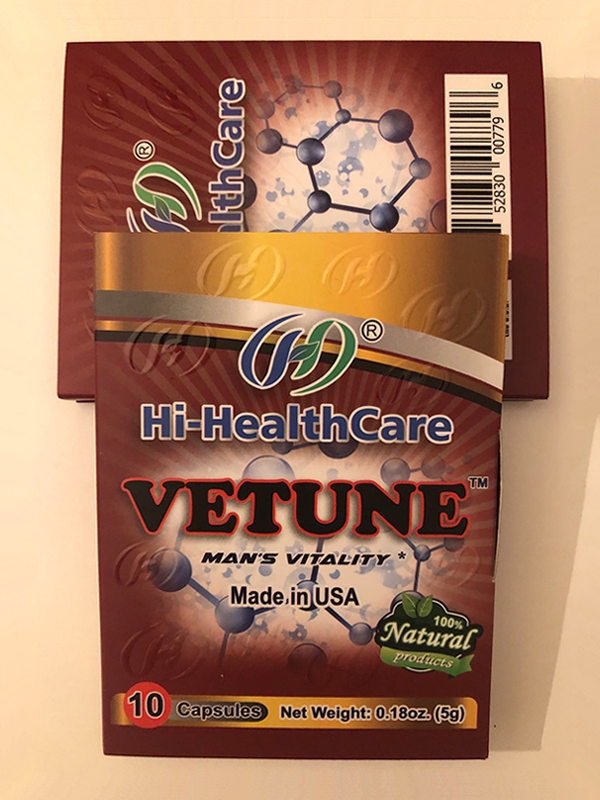 ®
lthCare
52830 00779 6
®
Hi-HealthCare
VETUNE™
MAN'S VITALITY *
Made in USA
100%
Natural
products
10 Capsules Net Weight: 0.18oz. (5g)